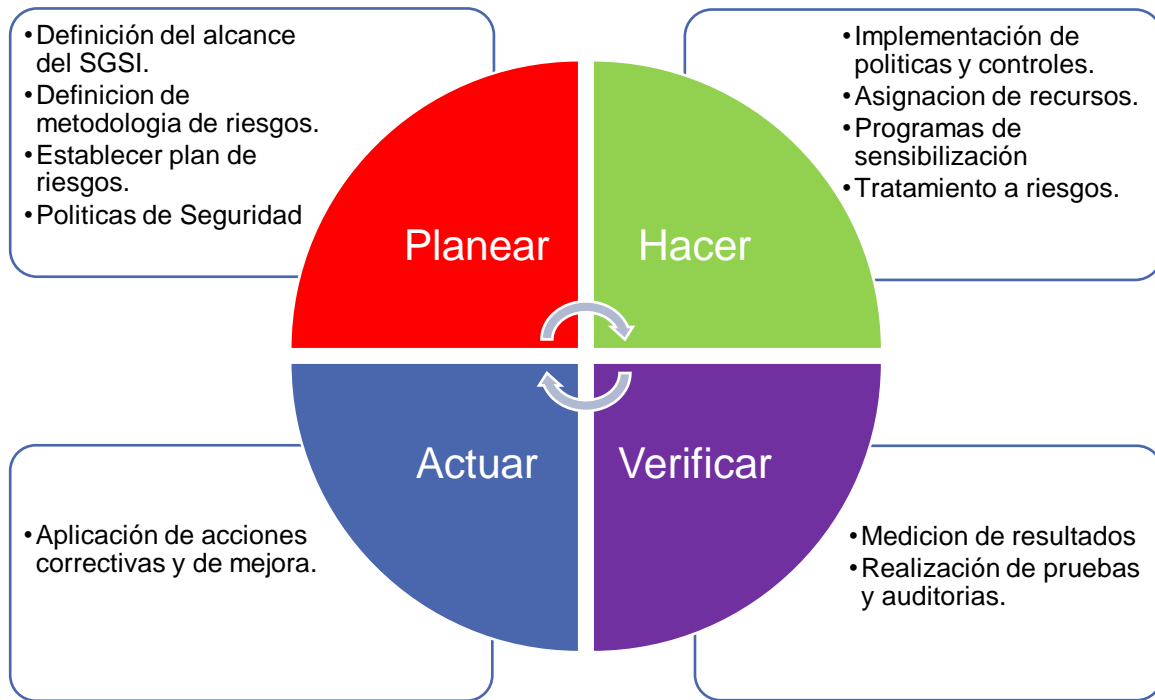 •Definición del alcance
del SGSI.
•Definicion de
metodologia de riesgos.
•Establecer plan de
riesgos.
•Politicas de Seguridad
•Implementación de
politicas y controles.
•Asignacion de recursos.
•Programas de
sensibilización
•Tratamiento a riesgos.
Planear
Hacer
Actuar
Verificar
•Aplicación de acciones
correctivas y de mejora.
•Medicion de resultados
•Realización de pruebas
y auditorias.